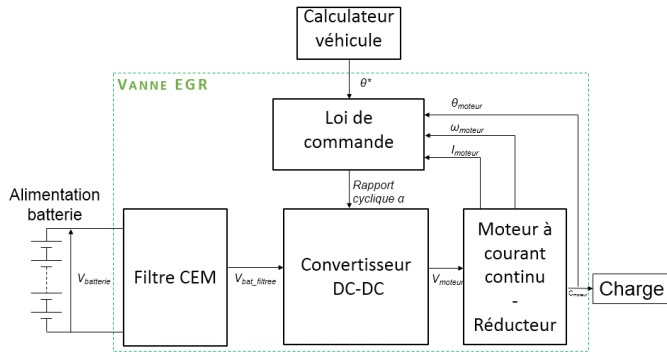 Calculateur
véhicule
VANNE EGR
θ*
θmoteur
Loi de
commande
ωmoteur
Imoteur
Rapport
cyclique α
Alimentation
batterie
Vbatterie
Filtre CEM
Vbat_filtree
Convertisseur
DC-DC
Vmoteur
Moteur à
courant
continu
-
Réducteur
Cmoteur
Charge